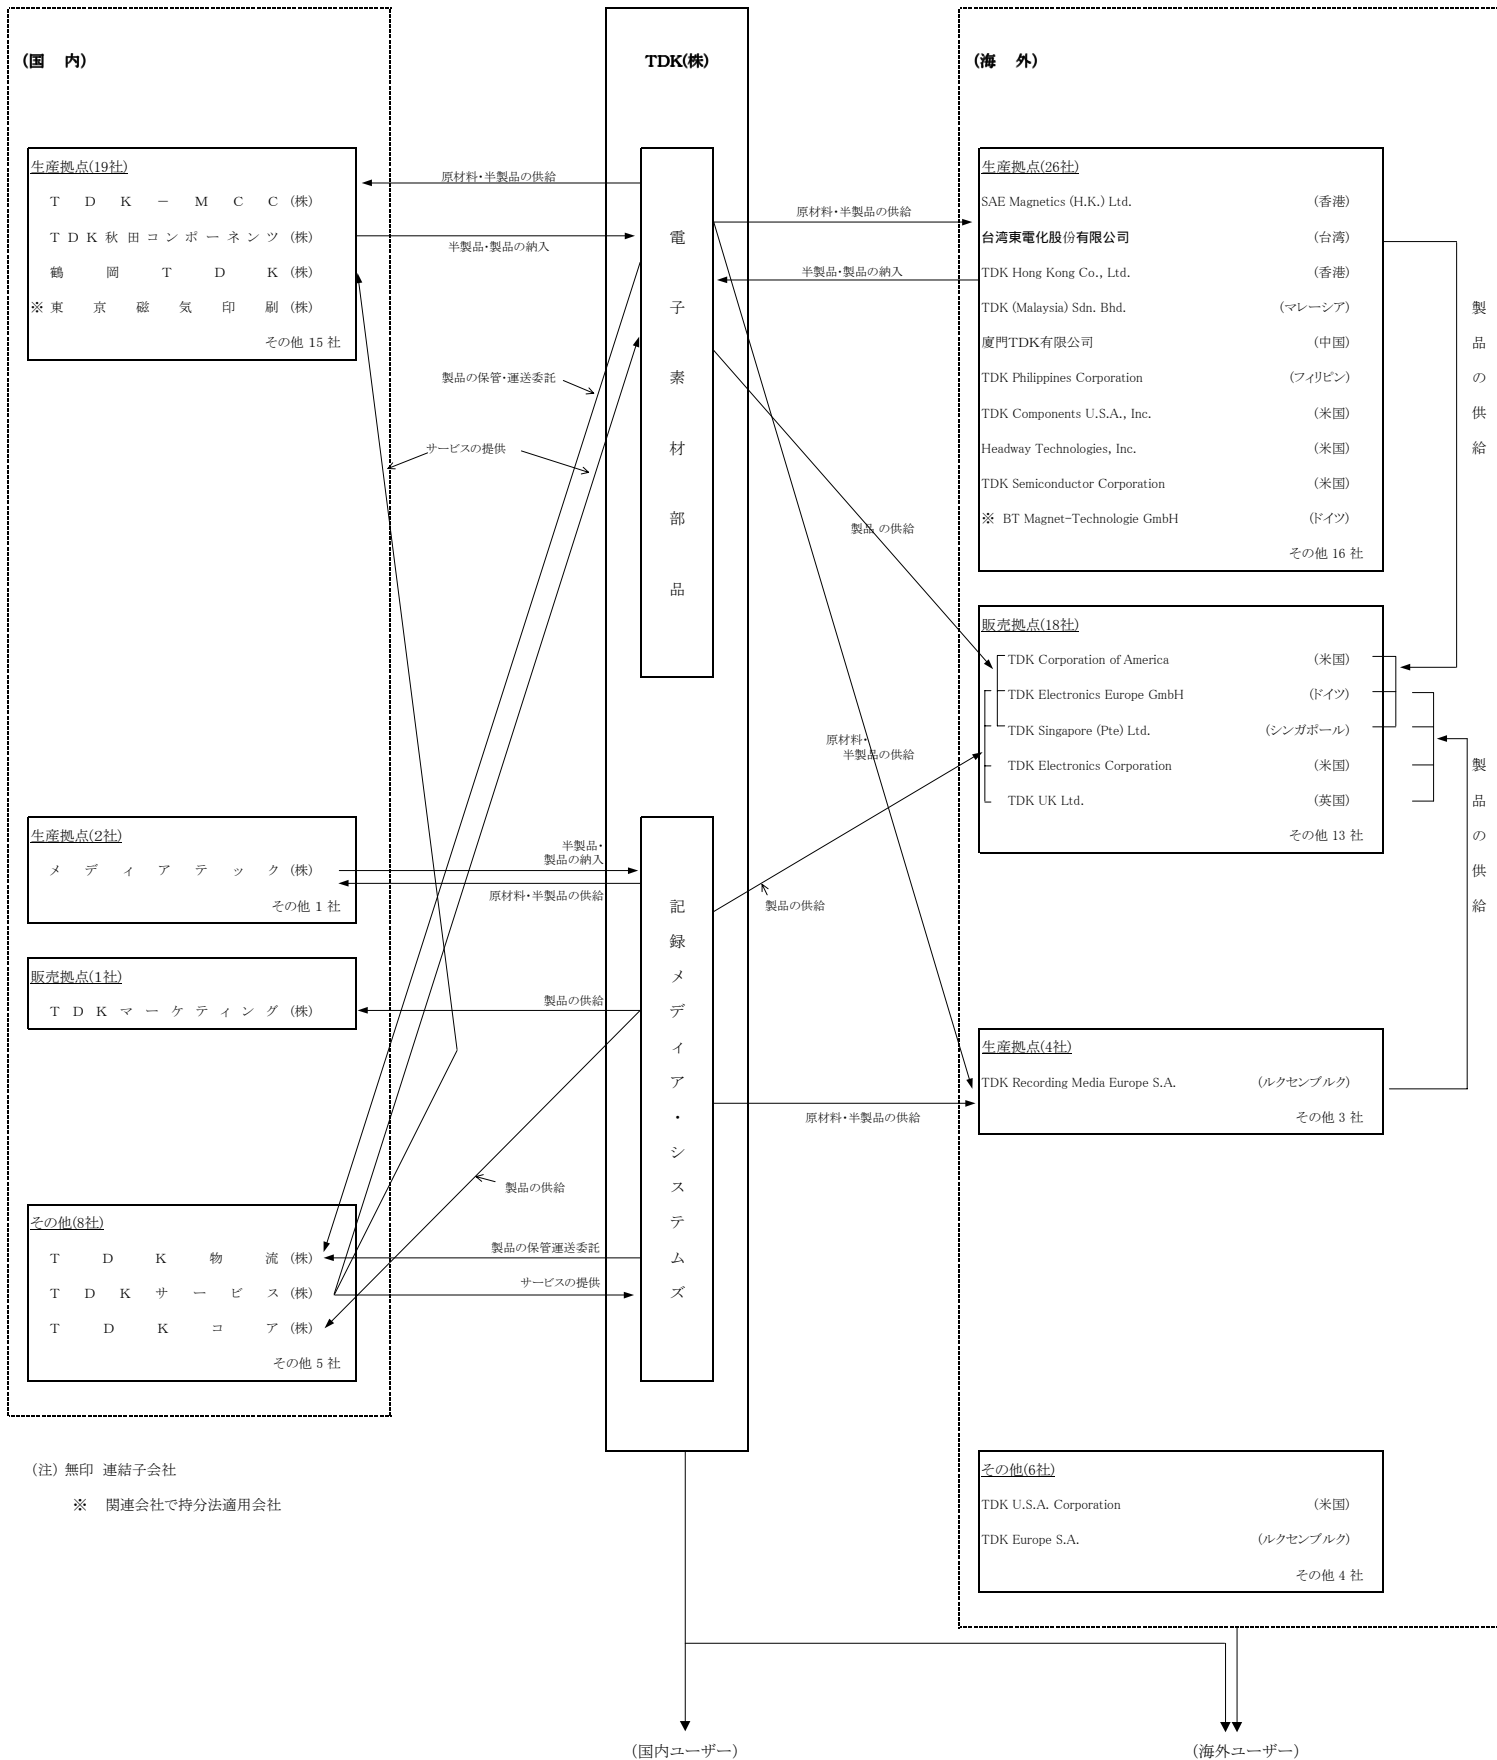 (国 内)
TDK(株)
(海 外)
生産拠点(19社)
TDK-MCC(株)
TDK秋田コンポーネンツ(株)
鶴岡TDK(株)
※東京磁気印刷(株)
その他 15 社
原材料・半製品の供給
半製品・製品の納入
製品の保管・運送委託
サービスの提供
電子素材部品
原材料・半製品の供給
半製品・製品の納入
製品 の供給
原材料・
半製品の供給
製品の供給
生産拠点(26社)
SAE Magnetics (H.K.) Ltd. (香港)
台湾東電化股份有限公司 (台湾)
TDK Hong Kong Co., Ltd. (香港)
TDK (Malaysia) Sdn. Bhd. (マレーシア)
廈門TDK有限公司 (中国)
TDK Philippines Corporation (フィリピン)
TDK Components U.S.A., Inc. (米国)
Headway Technologies, Inc. (米国)
TDK Semiconductor Corporation (米国)
※ BT Magnet-Technologie GmbH (ドイツ)
その他 16 社
製品の供給
販売拠点(18社)
TDK Corporation of America (米国)
TDK Electronics Europe GmbH (ドイツ)
TDK Singapore (Pte) Ltd. (シンガポール)
TDK Electronics Corporation (米国)
TDK UK Ltd. (英国)
その他 13 社
製品の供給
生産拠点(2社)
メディアテック(株)
その他 1 社
半製品・
製品の納入
原材料・半製品の供給
記録メディア・システムズ
販売拠点(1社)
TDKマーケティング(株)
製品の供給
生産拠点(4社)
TDK Recording Media Europe S.A. (ルクセンブルク)
その他 3 社
原材料・半製品の供給
製品の供給
その他(8社)
TDK物流(株)
TDKサービス(株)
TDKコア(株)
その他 5 社
製品の保管運送委託
サービスの提供
(注) 無印 連結子会社
※ 関連会社で持分法適用会社
その他(6社)
TDK U.S.A. Corporation (米国)
TDK Europe S.A. (ルクセンブルク)
その他 4 社
(国内ユーザー)
(海外ユーザー)